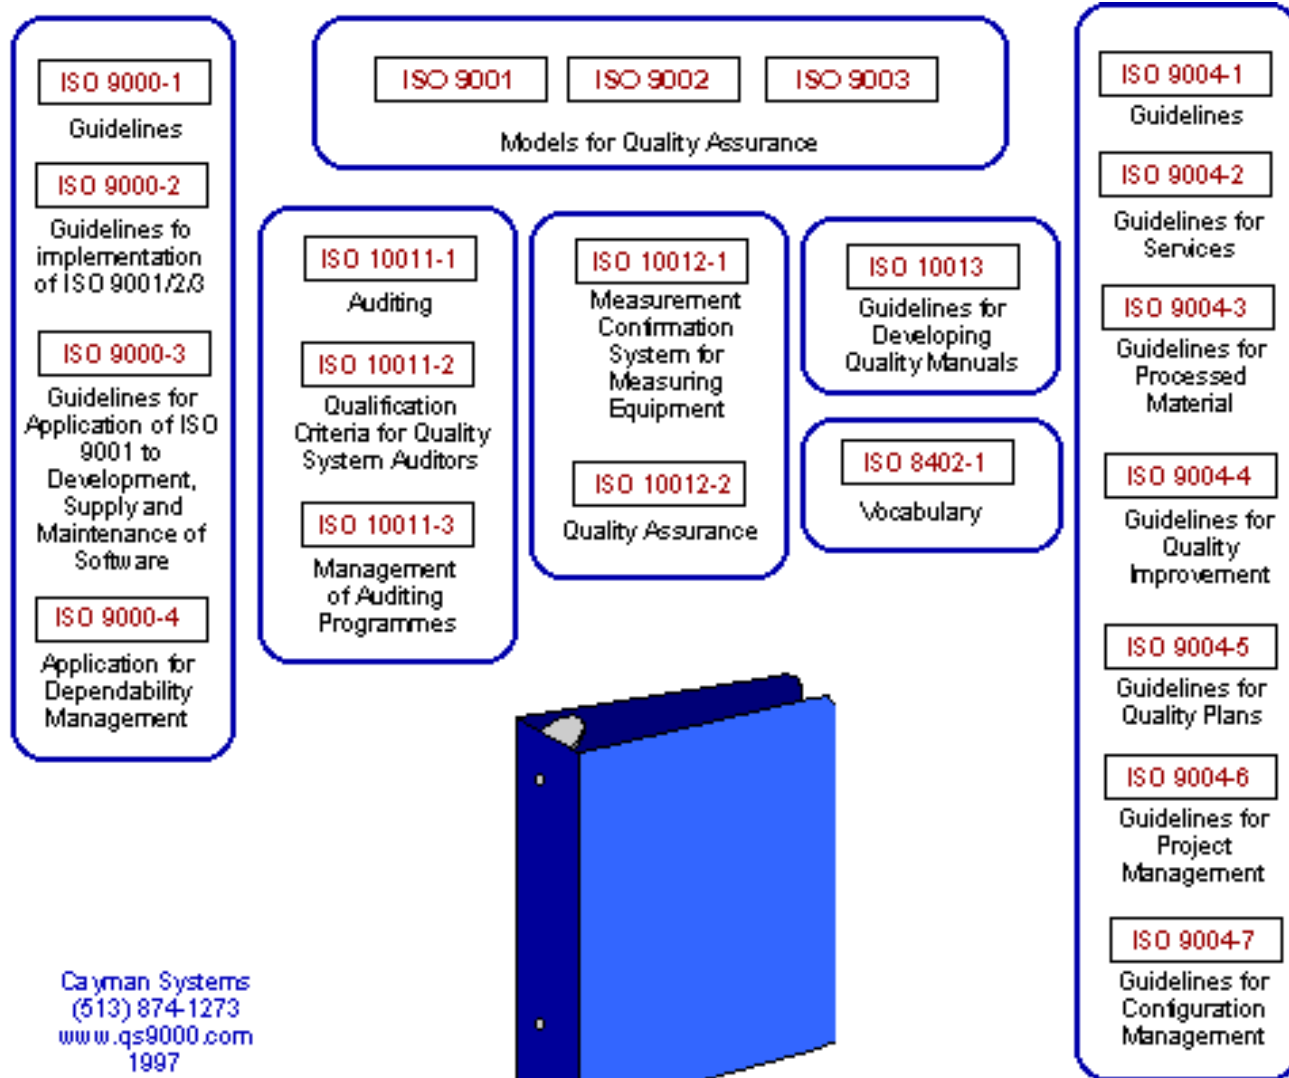 ISO 9000-1
Guidelines
ISO 9000-2
Guidelines fo
implementation
of ISO 9001/2/3
ISO 9000-3
Guidelines for
Application of ISO
9001 to
Development,
Supply and
Maintenance of
Software
ISO 9000-4
Application for
Dependability
Management
ISO 9001
ISO 9002
ISO 9003
Models for Quality Assurance
ISO 10011-1
Auditing
ISO 10011-2
Qualification
Criteria for Quality
System Auditors
ISO 10011-3
Management
of Auditing
Programmes
ISO 10012-1
Measurement
Confirmation
System for
Measuring
Equipment
ISO 10012-2
Quality Assurance
ISO 10013
Guidelines for
Developing
Quality Manuals
ISO 8402-1
Vocabulary
ISO 9004-1
Guidelines
ISO 9004-2
Guidelines for
Services
ISO 9004-3
Guidelines for
Processed
Material
ISO 9004-4
Guidelines for
Quality
Improvement
ISO 9004-5
Guidelines for
Quality Plans
ISO 9004-6
Guidelines for
Project
Management
ISO 9004-7
Guidelines for
Configuration
Management
Cayman Systems
(513) 874-1273
www.qs9000.com
1997